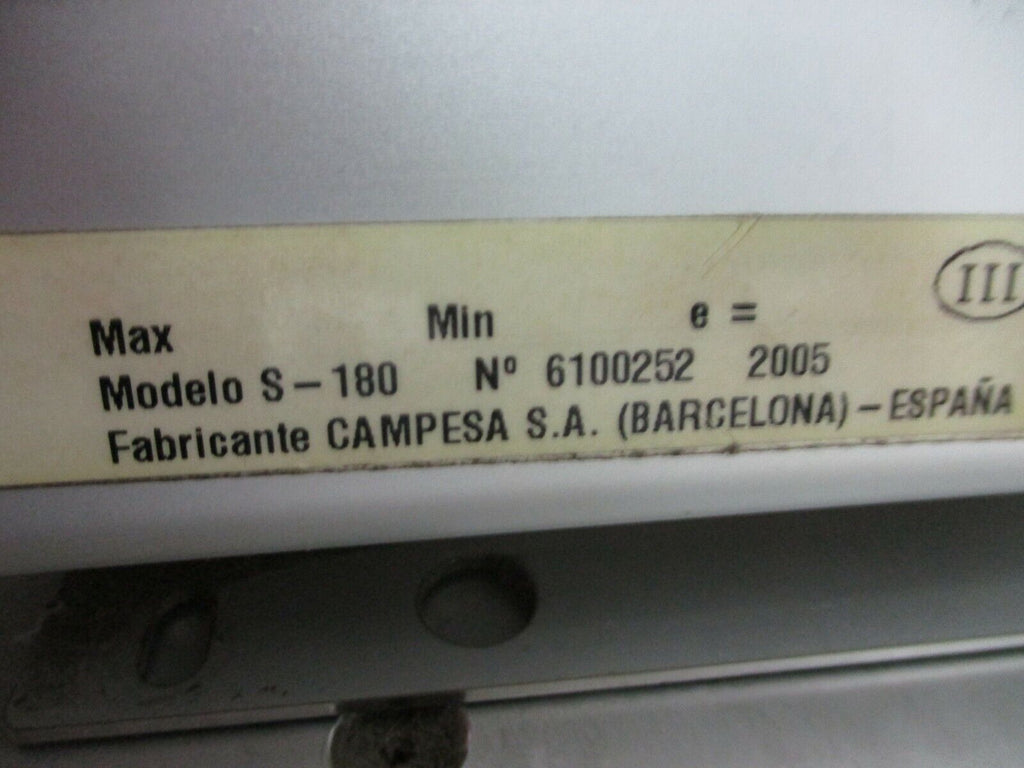 III
Max Min e =
Modelo S-180 Nº 6100252 2005
Fabricante CAMPESA S.A. (BARCELONA) - ESPAÑA